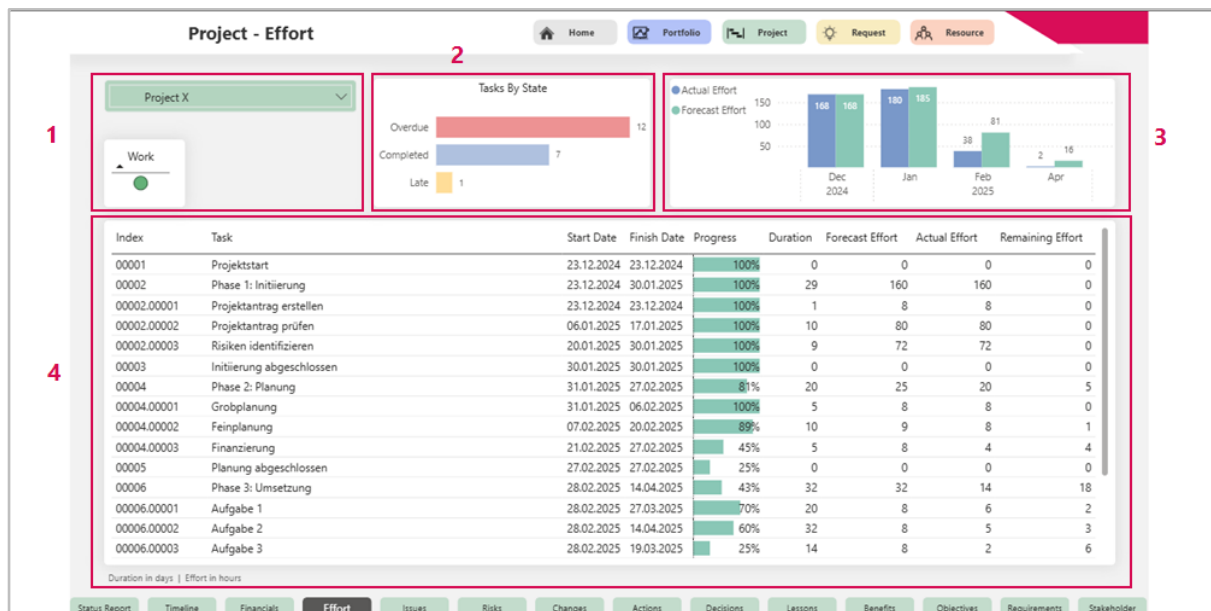 Project - Effort
Home
Portfolio
Project
Request
Resource
1
2
3
4
Project X
Work
Tasks By State
Overdue 12
Completed 7
Late 1
Actual Effort
Forecast Effort
150
100
50
168 168
180 185
38 81
2 16
Dec Jan Feb Apr
2024 2025
Index Task Start Date Finish Date Progress Duration Forecast Effort Actual Effort Remaining Effort
00001 Projektstart 23.12.2024 23.12.2024 100% 0 0 0 0
00002 Phase 1: Initiierung 23.12.2024 30.01.2025 100% 29 160 160 0
00002.00001 Projektantrag erstellen 23.12.2024 23.12.2024 100% 1 8 8 0
00002.00002 Projektantrag prüfen 06.01.2025 17.01.2025 100% 10 80 80 0
00002.00003 Risiken identifizieren 20.01.2025 30.01.2025 100% 9 72 72 0
00003 Initiierung abgeschlossen 30.01.2025 30.01.2025 100% 0 0 0 0
00004 Phase 2: Planung 31.01.2025 27.02.2025 81% 20 25 20 5
00004.00001 Grobplanung 31.01.2025 06.02.2025 100% 5 8 8 0
00004.00002 Feinplanung 07.02.2025 20.02.2025 89% 10 9 8 1
00004.00003 Finanzierung 21.02.2025 27.02.2025 45% 5 8 4 4
00005 Planung abgeschlossen 27.02.2025 27.02.2025 25% 0 0 0 0
00006 Phase 3: Umsetzung 28.02.2025 14.04.2025 43% 32 32 14 18
00006.00001 Aufgabe 1 28.02.2025 27.03.2025 70% 20 8 6 2
00006.00002 Aufgabe 2 28.02.2025 14.04.2025 60% 32 8 5 3
00006.00003 Aufgabe 3 28.02.2025 19.03.2025 25% 14 8 2 6
Duration in days | Effort in hours
Status Report Timeline Financials Effort Issues Risks Changes Actions Decisions Lessons Benefits Objectives Requirements Stakeholder